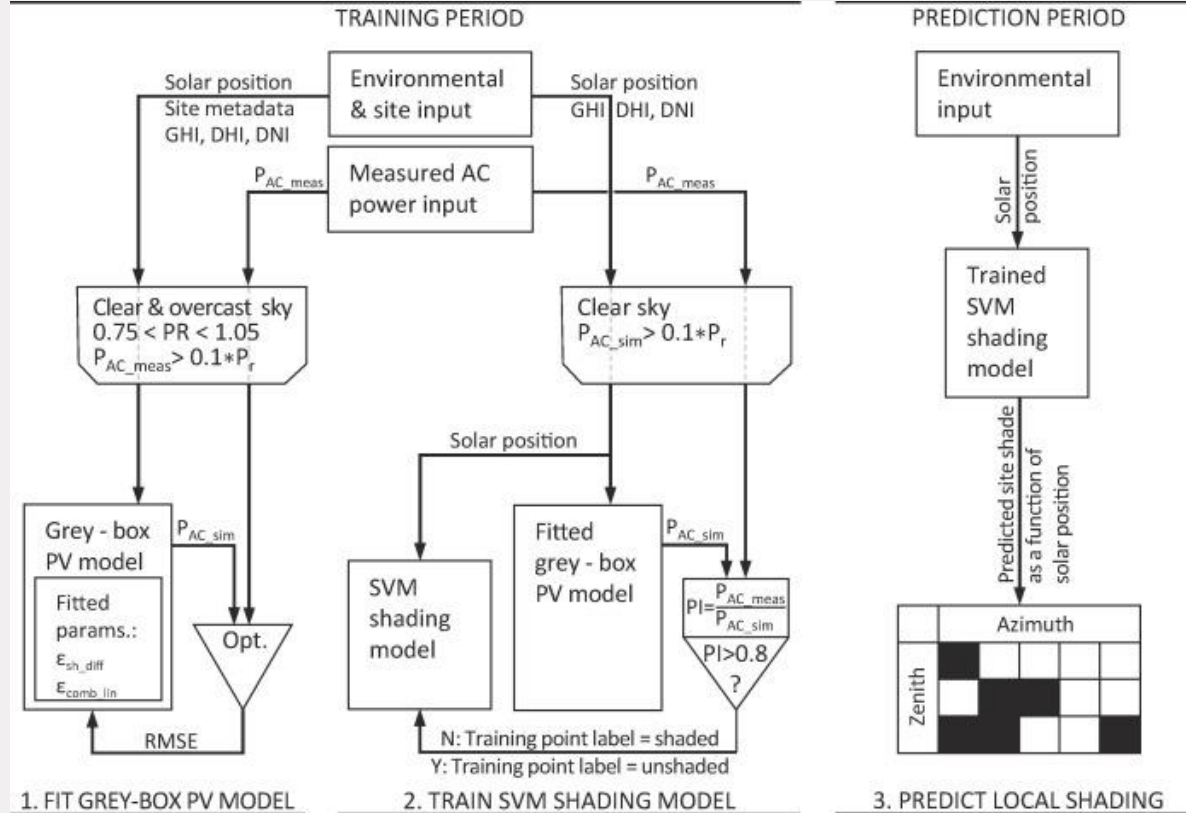 TRAINING PERIOD
PREDICTION PERIOD
Environmental
& site input
Solar position
Site metadata
GHI, DHI, DNI
Solar position
GHI, DHI, DNI
Measured AC
power input
P_AC_meas
P_AC_meas
Clear & overcast sky
0.75 < PR < 1.05
P_AC_meas > 0.1*P_r
Clear sky
P_AC_sim > 0.1*P_r
Solar position
Grey - box
PV model
Fitted
params.:
ε_sh_diff
ε_comb_lin
P_AC_sim
Opt.
RMSE
SVM
shading
model
Fitted
grey - box
PV model
P_AC_sim
PI=P_AC_meas
P_AC_sim
PI>0.8
?
N: Training point label = shaded
Y: Training point label = unshaded
Environmental
input
Solar
position
Trained
SVM
shading
model
Predicted site shade
as a function of
solar position
Azimuth
Zenith
1. FIT GREY-BOX PV MODEL
2. TRAIN SVM SHADING MODEL
3. PREDICT LOCAL SHADING